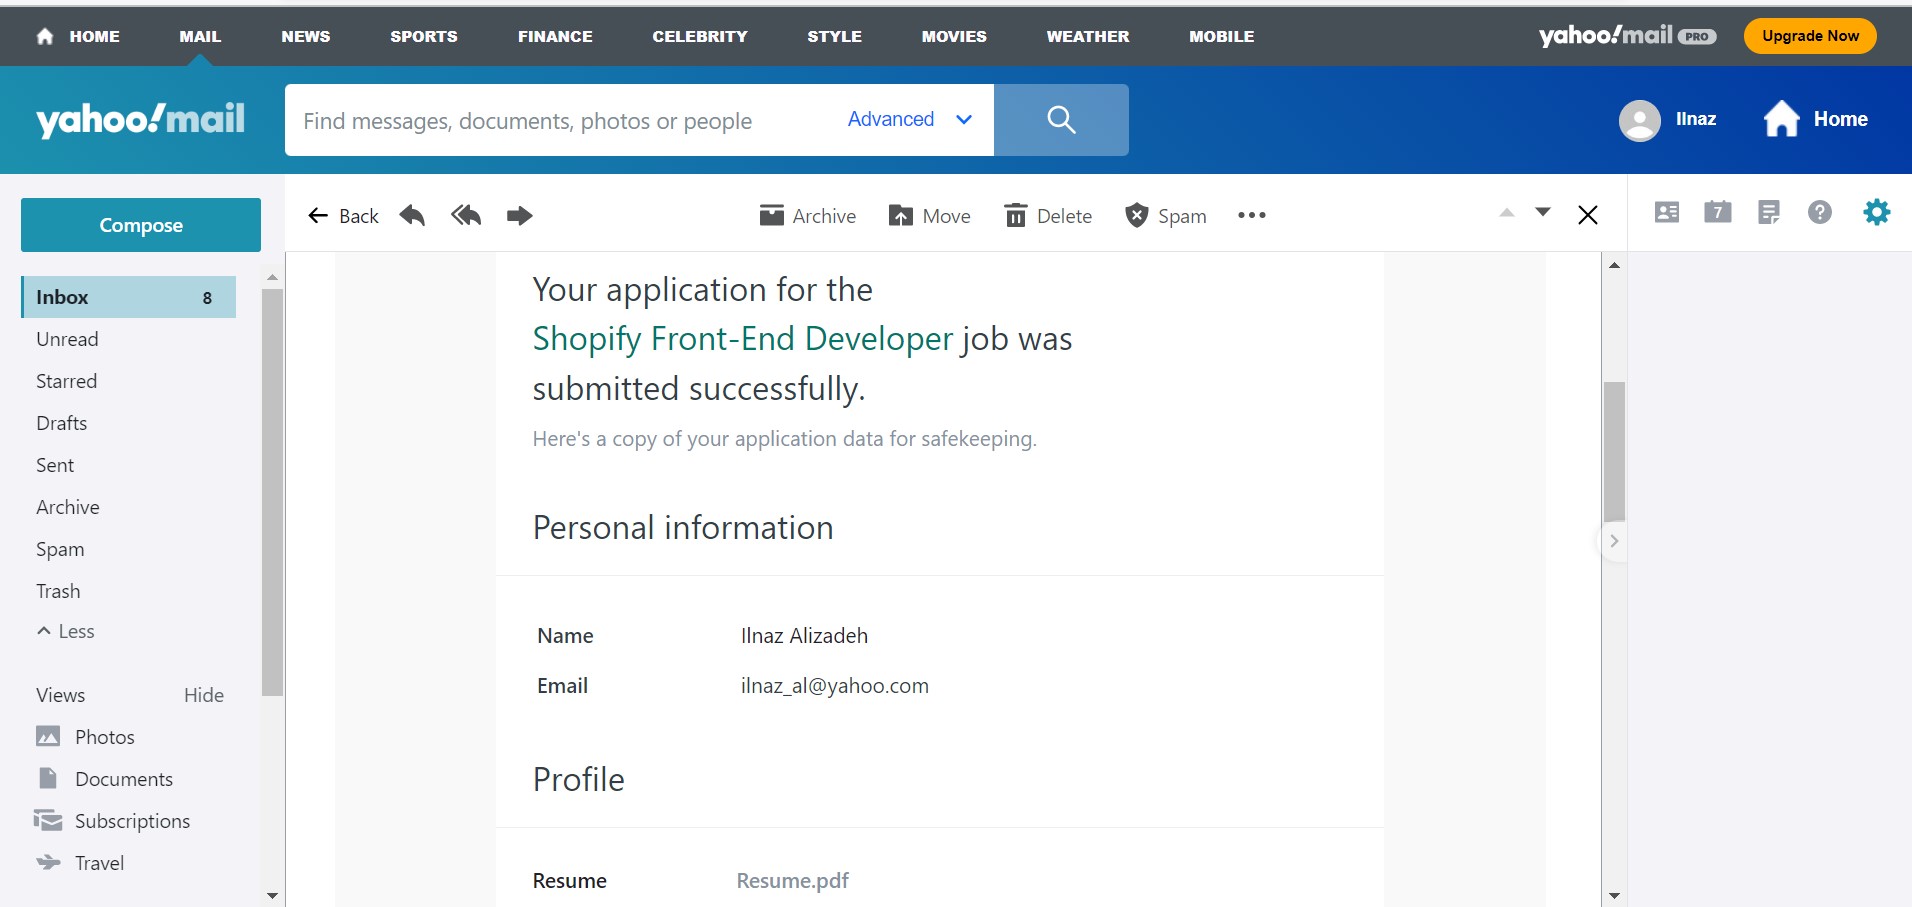 HOME MAIL NEWS SPORTS FINANCE CELEBRITY STYLE MOVIES WEATHER MOBILE yahoo!mail PRO Upgrade Now
yahoo!mail Find messages, documents, photos or people Advanced Ilnaz Home
Compose Back Archive Move Delete Spam 7 ?
Inbox 8
Unread
Starred
Drafts
Sent
Archive
Spam
Trash
Less
Views Hide
Photos
Documents
Subscriptions
Travel
Your application for the
Shopify Front-End Developer job was
submitted successfully.
Here's a copy of your application data for safekeeping.
Personal information
Name Ilnaz Alizadeh
Email ilnaz_al@yahoo.com
Profile
Resume Resume.pdf